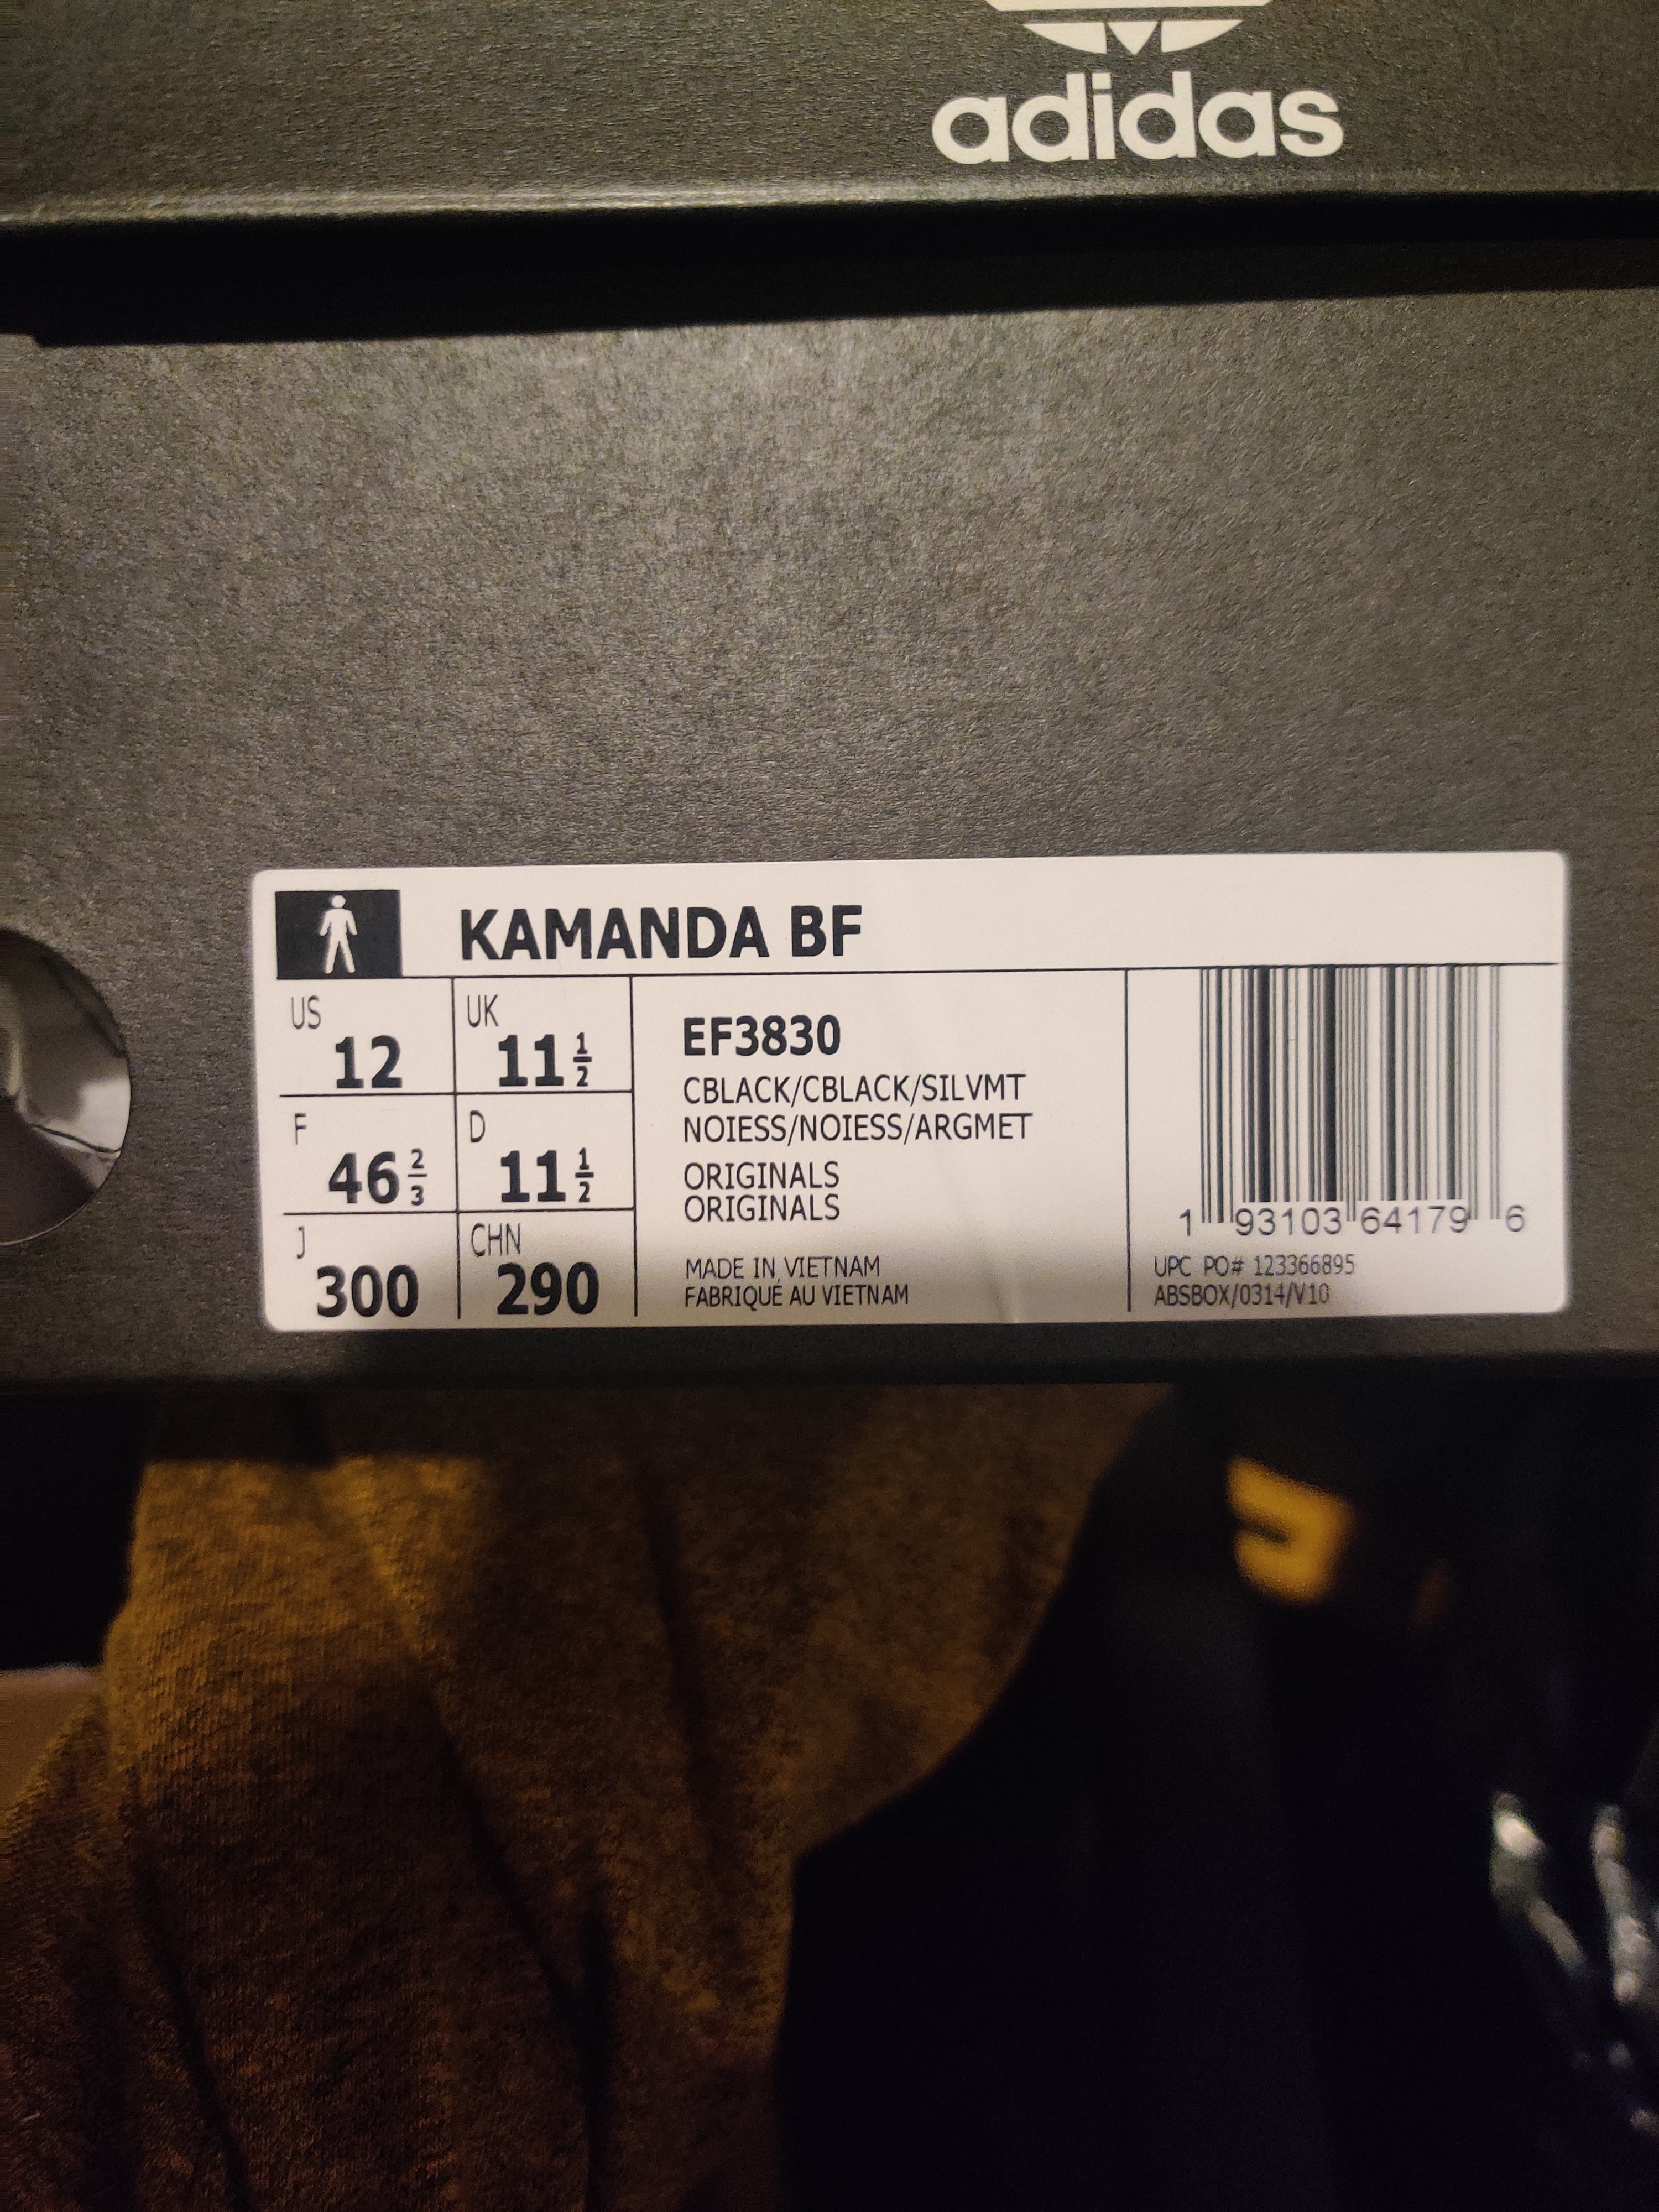 adidas
KAMANDA BF
US 12
UK 11 1/2
F 46 2/3
D 11 1/2
J 300
CHN 290
EF3830
CBLACK/CBLACK/SILVMT
NOIESS/NOIESS/ARGMET
ORIGINALS
ORIGINALS
MADE IN VIETNAM
FABRIQUÉ AU VIETNAM
1 93103 64179 6
UPC PO# 123366895
ABSBOX/0314/V10